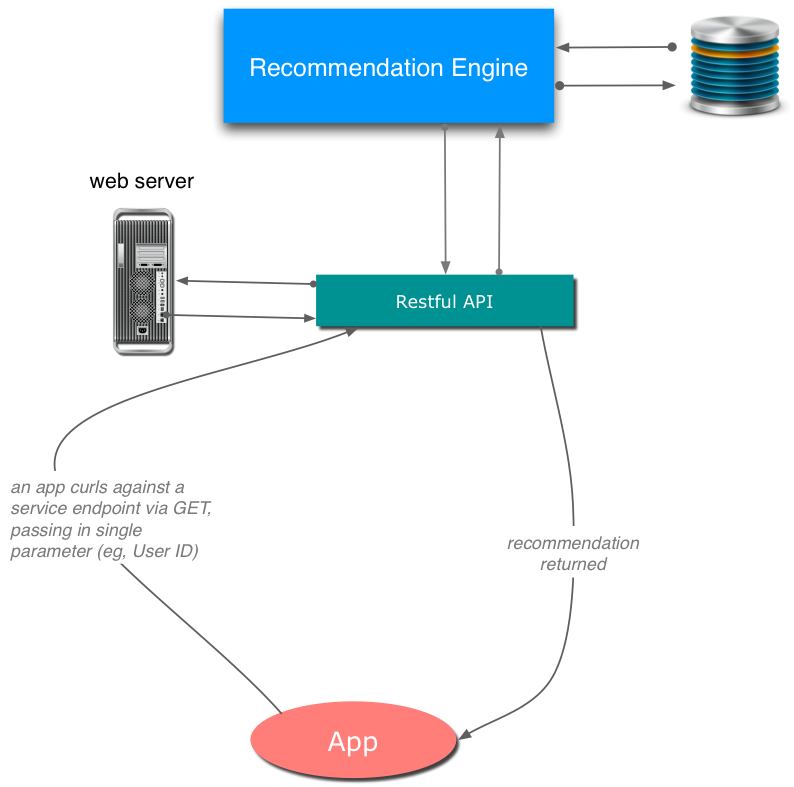 Recommendation Engine
web server
Restful API
an app curls against a
service endpoint via GET,
passing in single
parameter (eg, User ID)
recommendation
returned
App